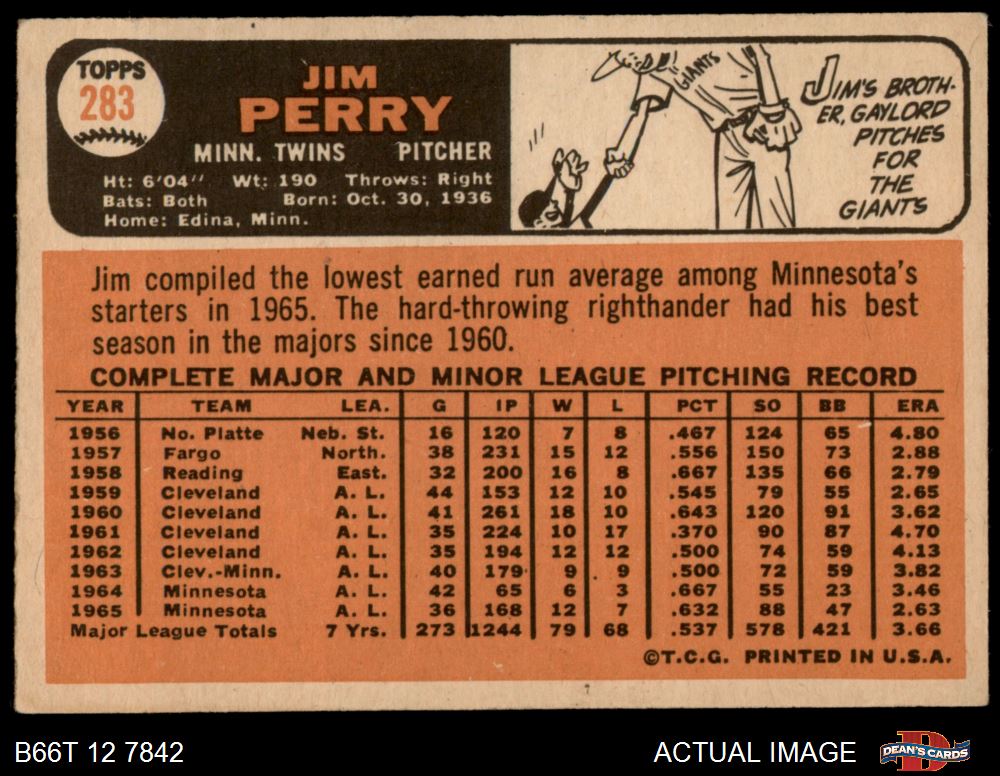 TOPPS
283
JIM
PERRY
MINN. TWINS PITCHER
Ht: 6'04" Wt: 190 Throws: Right
Bats: Both Born: Oct. 30, 1936
Home: Edina, Minn.
GIANTS
JIM'S BROTH-
ER, GAYLORD
PITCHES
FOR
THE
GIANTS
Jim compiled the lowest earned run average among Minnesota's
starters in 1965. The hard-throwing righthander had his best
season in the majors since 1960.
COMPLETE MAJOR AND MINOR LEAGUE PITCHING RECORD
YEAR TEAM LEA. G IP W L PCT SO BB ERA
1956 No. Platte Neb. St. 16 120 7 8 .467 124 65 4.80
1957 Fargo North. 38 231 15 12 .556 150 73 2.88
1958 Reading East. 32 200 16 8 .667 135 66 2.79
1959 Cleveland A. L. 44 153 12 10 .545 79 55 2.65
1960 Cleveland A. L. 41 261 18 10 .643 120 91 3.62
1961 Cleveland A. L. 35 224 10 17 .370 90 87 4.70
1962 Cleveland A. L. 35 194 12 12 .500 74 59 4.13
1963 Clev.-Minn. A. L. 40 179 9 9 .500 72 59 3.82
1964 Minnesota A. L. 42 65 6 3 .667 55 23 3.46
1965 Minnesota A. L. 36 168 12 7 .632 88 47 2.63
Major League Totals 7 Yrs. 273 1244 79 68 .537 578 421 3.66
©T.C.G. PRINTED IN U.S.A.
B66T 12 7842
ACTUAL IMAGE
DEAN'S CARDS